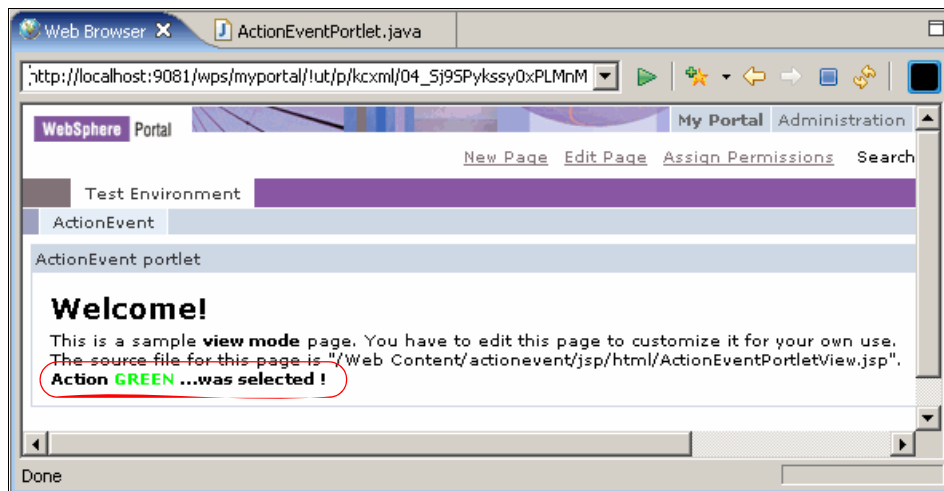 Web Browser
ActionEventPortlet.java
http://localhost:9081/wps/myportal/!ut/p/kcxml/04_Sj9SPykssy0xPLMnM
WebSphere Portal
My Portal Administration
New Page Edit Page Assign Permissions Search
Test Environment
ActionEvent
ActionEvent portlet
Welcome!
This is a sample view mode page. You have to edit this page to customize it for your own use.
The source file for this page is "/Web Content/actionevent/jsp/html/ActionEventPortletView.jsp".
Action GREEN ...was selected !
Done